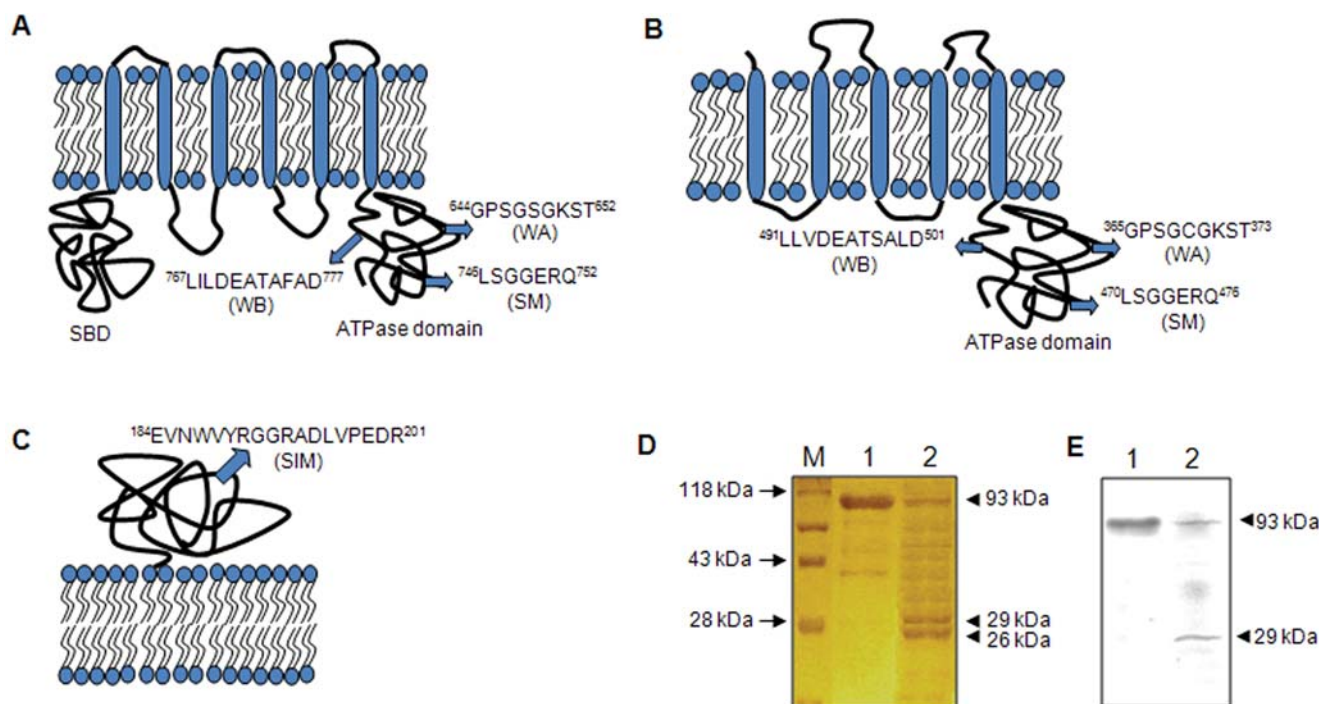 A
⁶⁴⁴GPSGSGKST⁶⁵²
(WA)
⁷⁶⁷LILDEATAFAD⁷⁷⁷
(WB)
⁷⁴⁶LSGGERQ⁷⁵²
(SM)
SBD
ATPase domain
B
⁴⁹¹LLVDEATSALD⁵⁰¹
(WB)
³⁶⁵GPSGCGKST³⁷³
(WA)
⁴⁷⁰LSGGERQ⁴⁷⁶
(SM)
ATPase domain
C
¹⁸⁴EVNWVYRGGRADLVPEDR²⁰¹
(SIM)
D
M 1 2
118 kDa
93 kDa
43 kDa
28 kDa
29 kDa
26 kDa
E
1 2
93 kDa
29 kDa